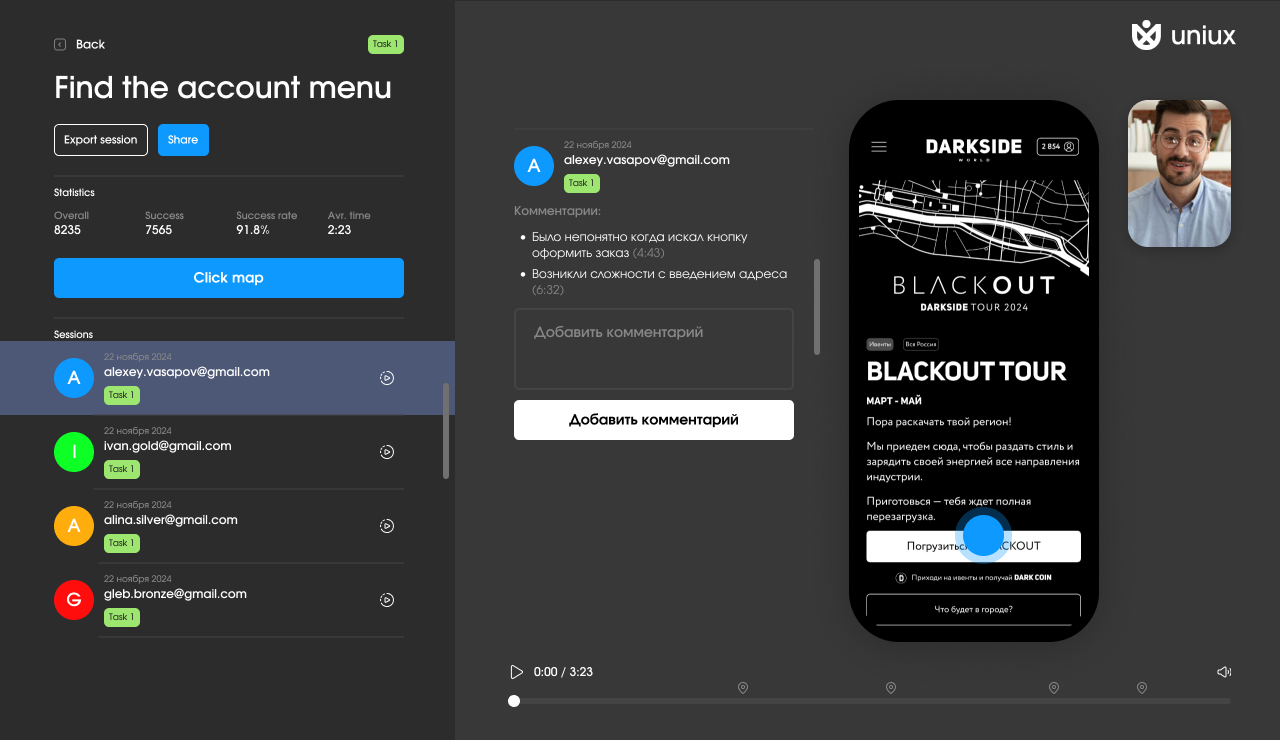 Back
Task 1
Find the account menu
Export session
Share
Statistics
Overall
Success
Success rate
Avr. time
8235
7565
91.8%
2:23
Click map
Sessions
A
22 ноября 2024
alexey.vasapov@gmail.com
Task 1
I
22 ноября 2024
ivan.gold@gmail.com
Task 1
A
22 ноября 2024
alina.silver@gmail.com
Task 1
G
22 ноября 2024
gleb.bronze@gmail.com
Task 1
uniux
A
22 ноября 2024
alexey.vasapov@gmail.com
Task 1
Комментарии:
Было непонятно когда искал кнопку
оформить заказ (4:43)
Возникли сложности с введением адреса
(6:32)
Добавить комментарий
Добавить комментарий
DARKSIDE
WORLD
2 854
BLACKOUT
DARKSIDE TOUR 2024
Ивенты
Вся Россия
BLACKOUT TOUR
МАРТ - МАЙ
Пора раскачать твой регион!
Мы приедем сюда, чтобы раздать стиль и
зарядить своей энергией все направления
индустрии.
Приготовься — тебя ждет полная
перезагрузка.
Погрузиться CKOUT
D
Приходи на ивенты и получай DARK COIN
Что будет в городе?
0:00 / 3:23